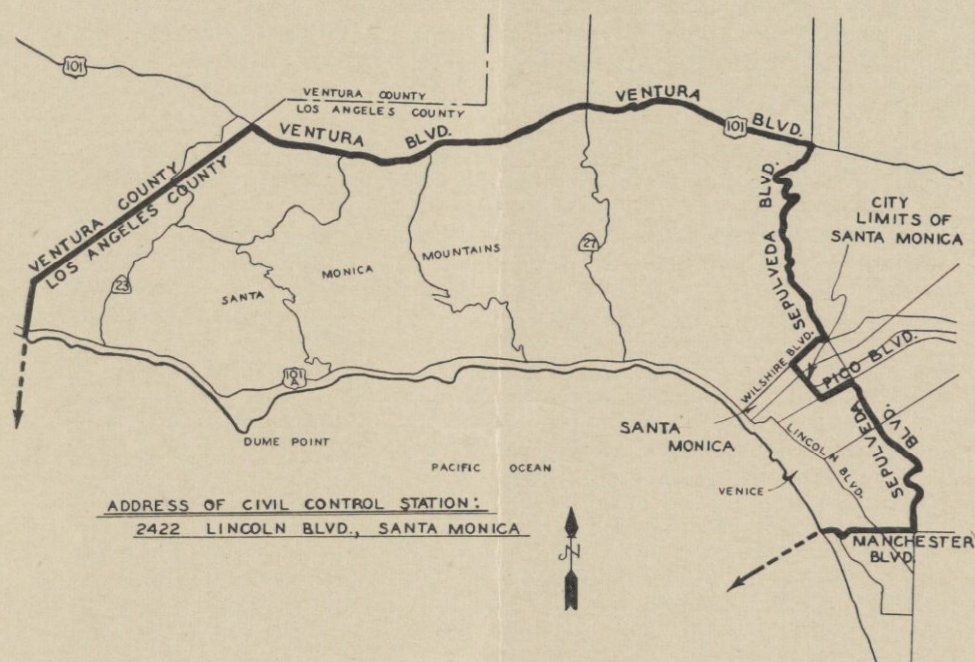 101
VENTURA COUNTY
LOS ANGELES COUNTY
VENTURA BLVD.
VENTURA BLVD.
101
VENTURA COUNTY
LOS ANGELES COUNTY
SEPULVEDA BLVD.
CITY
LIMITS OF
SANTA MONICA
23
SANTA MONICA MOUNTAINS
27
WILSHIRE BLVD.
PICO BLVD.
101
A
DUME POINT
SANTA
MONICA
LINCOLN BLVD.
SEPULVEDA
BLVD.
PACIFIC OCEAN
VENICE
ADDRESS OF CIVIL CONTROL STATION:
2422 LINCOLN BLVD., SANTA MONICA
N
MANCHESTER
BLVD.